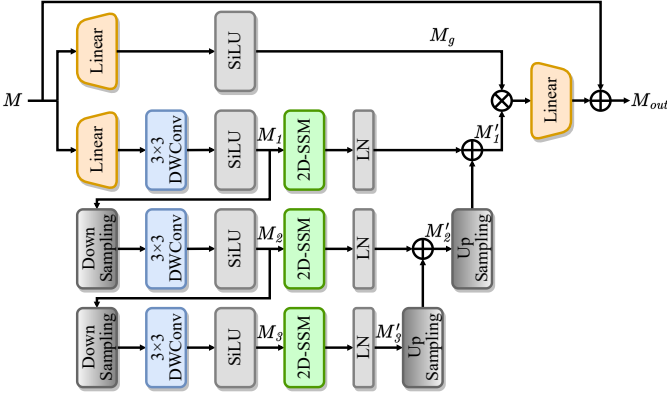 Linear
SiLU
M_g
M
Linear
M_out
Linear
3×3
DWConv
SiLU
M_1
2D-SSM
LN
M'_1
Down
Sampling
3×3
DWConv
SiLU
M_2
2D-SSM
LN
M'_2
Up
Sampling
Down
Sampling
3×3
DWConv
SiLU
M_3
2D-SSM
LN
M'_3
Up
Sampling